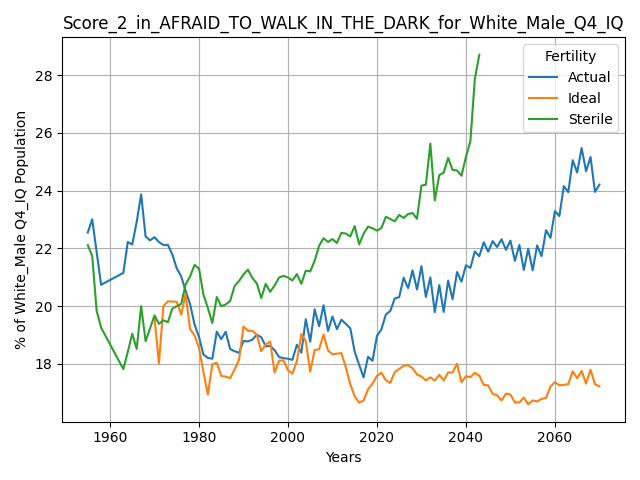 Score_2_in_AFRAID_TO_WALK_IN_THE_DARK_for_White_Male_Q4_IQ
Fertility
Actual
Ideal
Sterile
% of White_Male Q4_IQ Population
28
26
24
22
20
18
1960 1980 2000 2020 2040 2060
Years